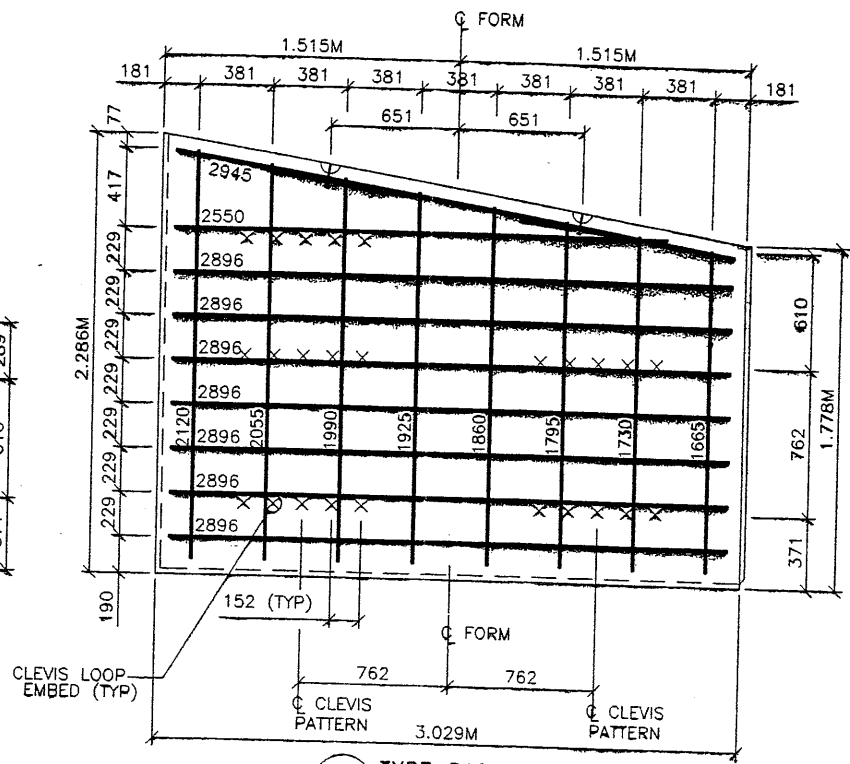 ℄ FORM
1.515M 1.515M
181 381 381 381 381 381 381 381 181
651 651
77
417
229
229
229
229
229
229
229
190
2.286M
2945
2550
2896
2896
2896
2896
2896
2896
2896
2120
2055
1990
1925
1860
1795
1730
1665
610
762
371
1.778M
289
152 (TYP)
℄ FORM
CLEVIS LOOP
EMBED (TYP)
762 762
℄ CLEVIS
PATTERN
℄ CLEVIS
PATTERN
3.029M